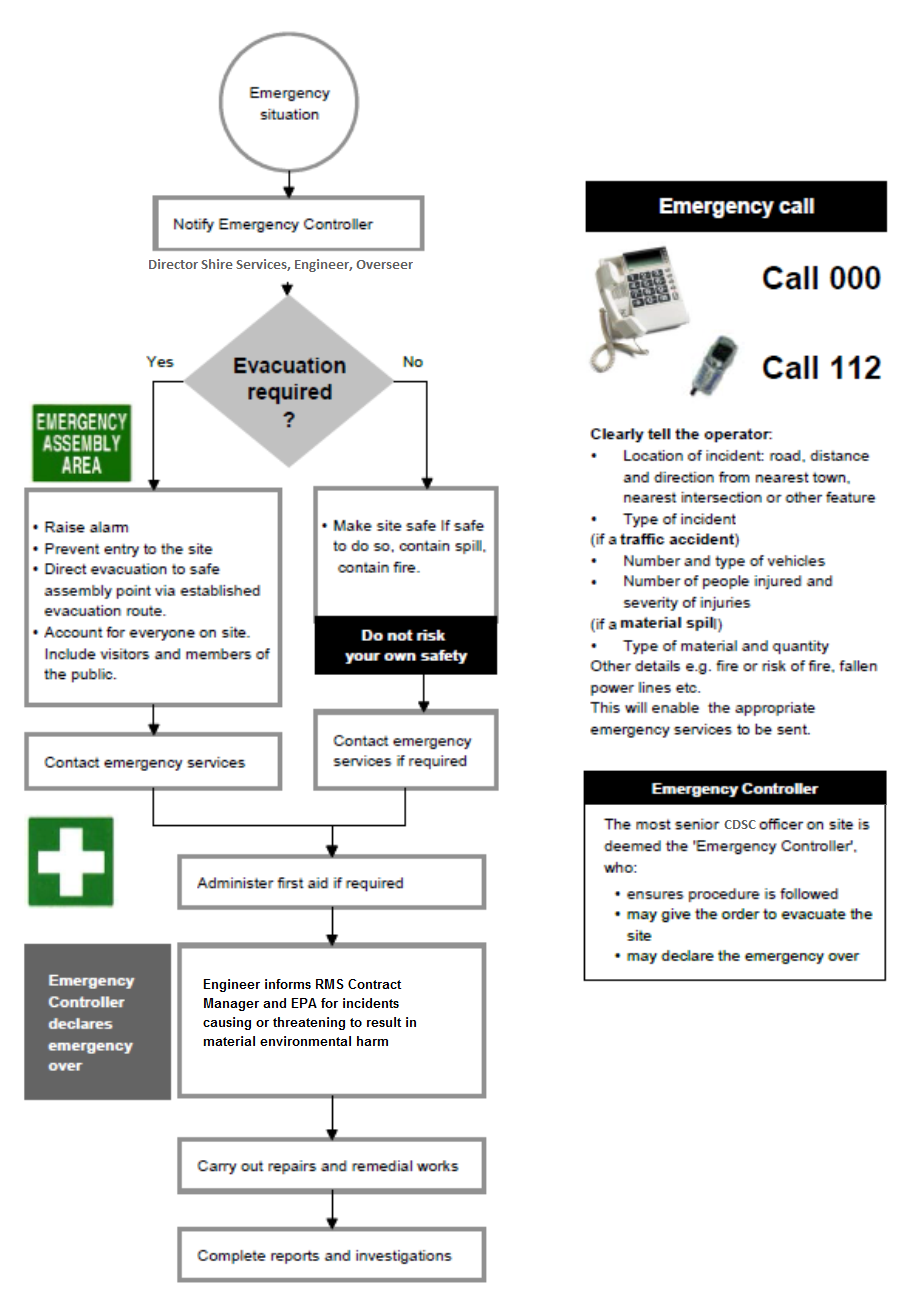 Emergency
situation
Notify Emergency Controller
Director Shire Services, Engineer, Overseer
Evacuation
required
?
Yes
No
EMERGENCY
ASSEMBLY
AREA
• Raise alarm
• Prevent entry to the site
• Direct evacuation to safe
assembly point via established
evacuation route.
• Account for everyone on site.
Include visitors and members of
the public.
• Make site safe If safe
to do so, contain spill,
contain fire.
Do not risk
your own safety
Contact emergency services
Contact emergency
services if required
Administer first aid if required
Emergency
Controller
declares
emergency
over
Engineer informs RMS Contract
Manager and EPA for incidents
causing or threatening to result in
material environmental harm
Carry out repairs and remedial works
Complete reports and investigations
Emergency call
Call 000
Call 112
Clearly tell the operator:
• Location of incident: road, distance
and direction from nearest town,
nearest intersection or other feature
• Type of incident
(if a traffic accident)
• Number and type of vehicles
• Number of people injured and
severity of injuries
(if a material spill)
• Type of material and quantity
Other details e.g. fire or risk of fire, fallen
power lines etc.
This will enable the appropriate
emergency services to be sent.
Emergency Controller
The most senior CDSC officer on site is
deemed the 'Emergency Controller',
who:
• ensures procedure is followed
• may give the order to evacuate the
site
• may declare the emergency over